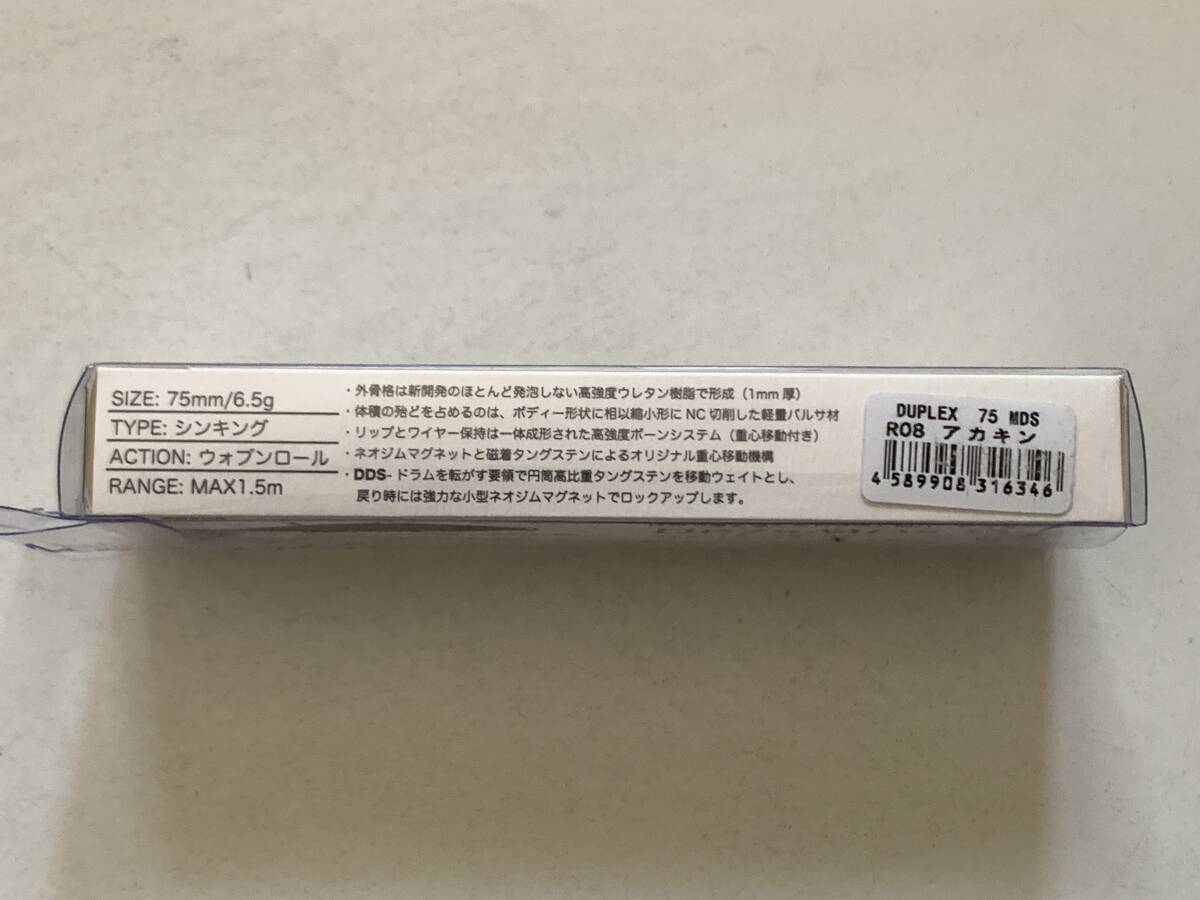 SIZE: 75mm/6.5g
TYPE: シンキング
ACTION: ウォブンロール
RANGE: MAX1.5m
・外骨格は新開発のほとんど発泡しない高強度ウレタン樹脂で形成（1mm厚）
・体積の殆どを占めるのは、ボディー形状に相以縮小形に NC 切削した軽量バルサ材
・リップとワイヤー保持は一体成形された高強度ボーンシステム（重心移動付き）
・ネオジムマグネットと磁着タングステンによるオリジナル重心移動機構
・DDS-ドラムを転がす要領で円筒高比重タングステンを移動ウェイトとし、
戻り時には強力な小型ネオジムマグネットでロックアップします。
DUPLEX 75 MDS
R08 アカキン
4 589908 316346